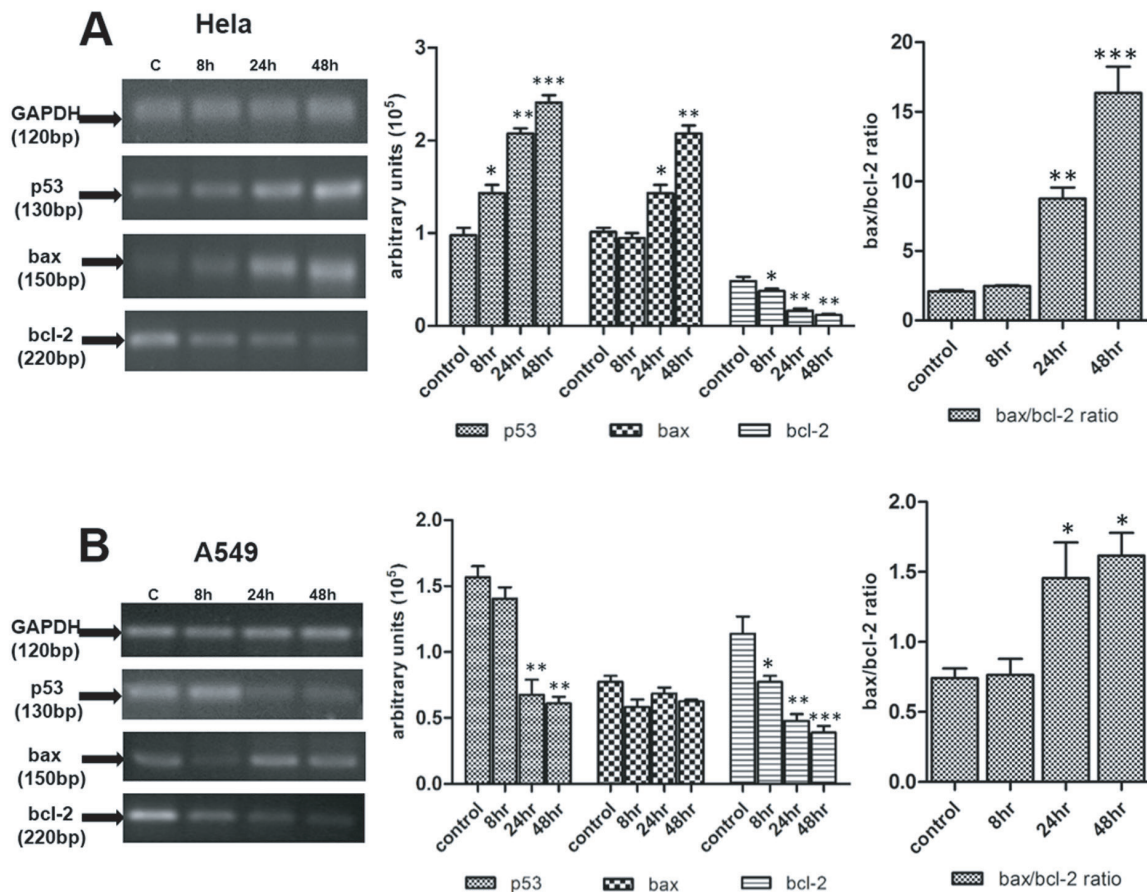 A
Hela
C 8h 24h 48h
GAPDH
(120bp)
p53
(130bp)
bax
(150bp)
bcl-2
(220bp)
arbitrary units (10⁵)
3
2
1
0
*
**
***
*
**
*
**
**
control 8hr 24hr 48hr control 8hr 24hr 48hr control 8hr 24hr 48hr
p53 bax bcl-2
bax/bcl-2 ratio
20
15
10
5
0
**
***
control 8hr 24hr 48hr
bax/bcl-2 ratio
B
A549
C 8h 24h 48h
GAPDH
(120bp)
p53
(130bp)
bax
(150bp)
bcl-2
(220bp)
arbitrary units (10⁵)
2.0
1.5
1.0
0.5
0.0
**
**
*
**
***
control 8hr 24hr 48hr control 8hr 24hr 48hr control 8hr 24hr 48hr
p53 bax bcl-2
bax/bcl-2 ratio
2.0
1.5
1.0
0.5
0.0
*
*
control 8hr 24hr 48hr
bax/bcl-2 ratio